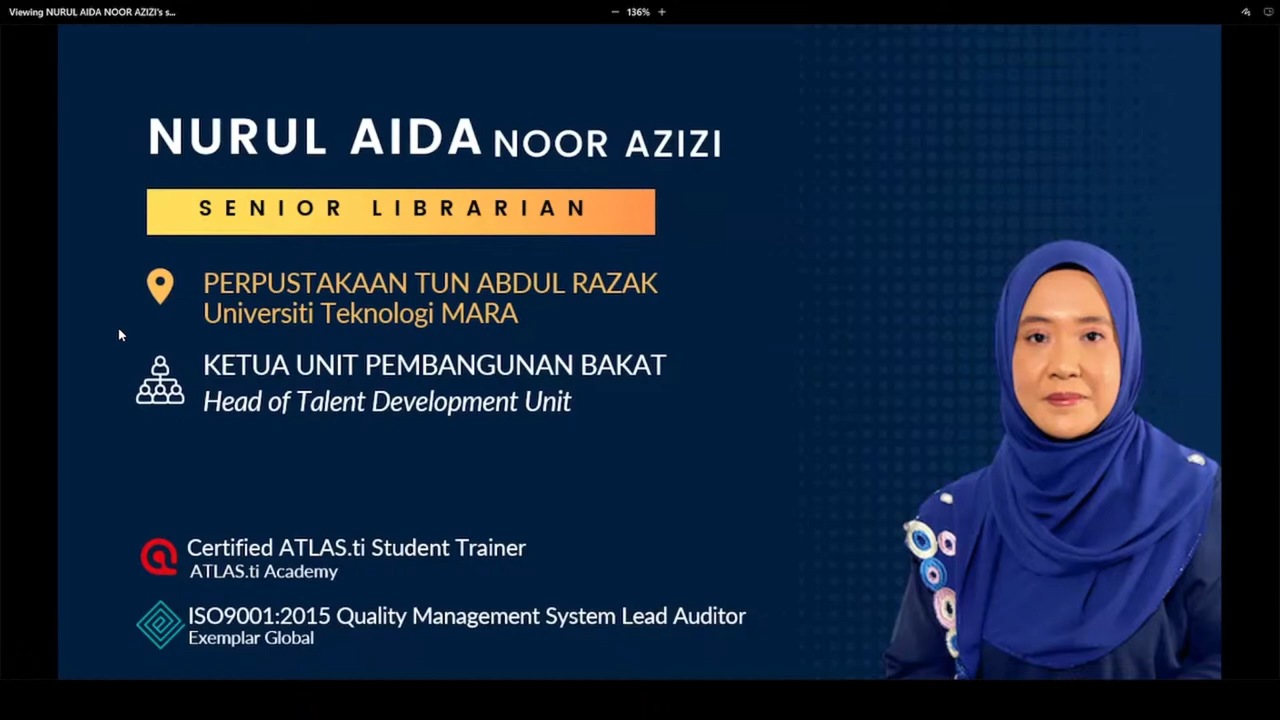 Viewing NURUL AIDA NOOR AZIZI's s...
136%
NURUL AIDA NOOR AZIZI
SENIOR LIBRARIAN
PERPUSTAKAAN TUN ABDUL RAZAK
Universiti Teknologi MARA
KETUA UNIT PEMBANGUNAN BAKAT
Head of Talent Development Unit
Certified ATLAS.ti Student Trainer
ATLAS.ti Academy
ISO9001:2015 Quality Management System Lead Auditor
Exemplar Global